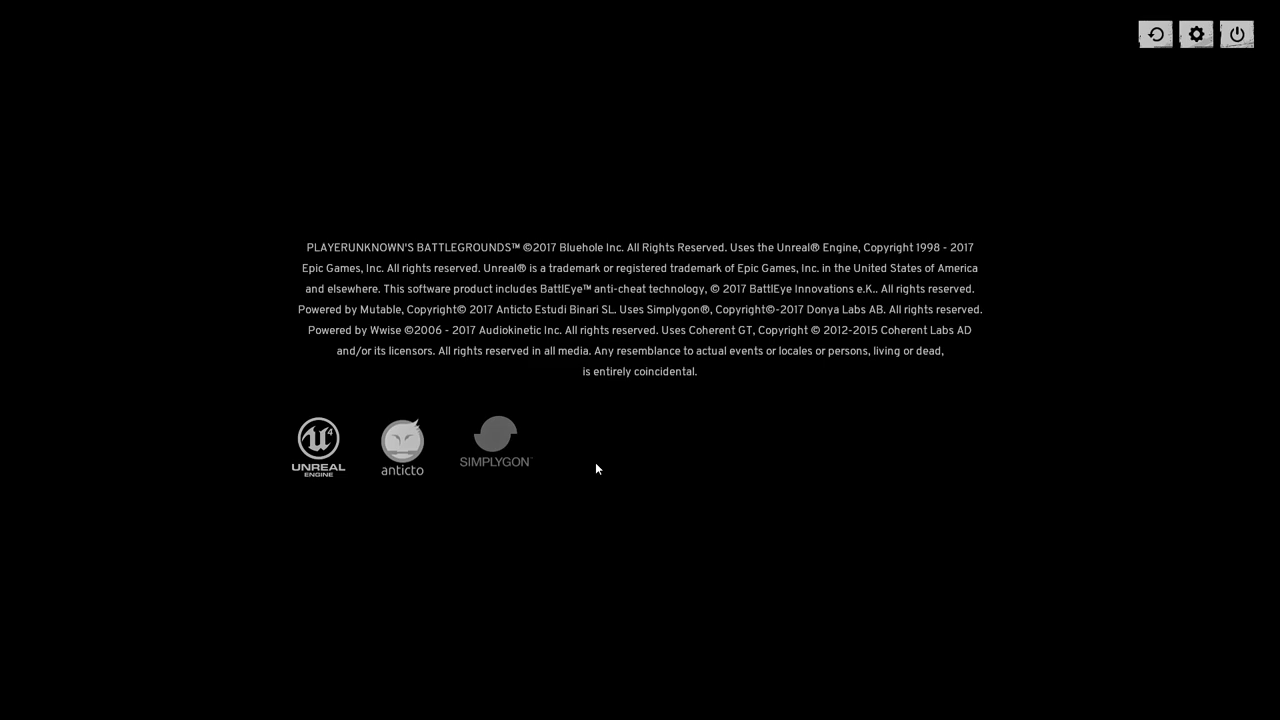 PLAYERUNKNOWN'S BATTLEGROUNDS™ ©2017 Bluehole Inc. All Rights Reserved. Uses the Unreal® Engine, Copyright 1998 - 2017
Epic Games, Inc. All rights reserved. Unreal® is a trademark or registered trademark of Epic Games, Inc. in the United States of America
and elsewhere. This software product includes BattlEye™ anti-cheat technology, © 2017 BattlEye Innovations e.K.. All rights reserved.
Powered by Mutable, Copyright© 2017 Anticto Estudi Binari SL. Uses Simplygon®, Copyright©-2017 Donya Labs AB. All rights reserved.
Powered by Wwise ©2006 - 2017 Audiokinetic Inc. All rights reserved. Uses Coherent GT, Copyright © 2012-2015 Coherent Labs AD
and/or its licensors. All rights reserved in all media. Any resemblance to actual events or locales or persons, living or dead,
is entirely coincidental.
U4
UNREAL
ENGINE
anticto
SIMPLYGON™